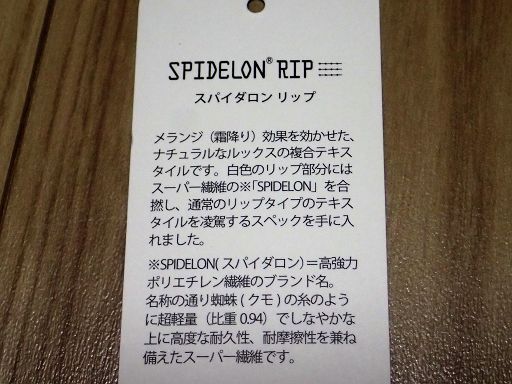 SPIDELON® RIP
スパイダロン リップ
メランジ（霜降り）効果を効かせた、
ナチュラルなルックスの複合テキス
タイルです。白色のリップ部分には
スーパー繊維の※「SPIDELON」を合
撚し、通常のリップタイプのテキス
タイルを凌駕するスペックを手に入
れました。
※SPIDELON(スパイダロン)＝高強力
ポリエチレン繊維のブランド名。
名称の通り蜘蛛(クモ)の糸のよう
に超軽量（比重 0.94）でしなやかな
上に高度な耐久性、耐摩擦性を兼ね
備えたスーパー繊維です。